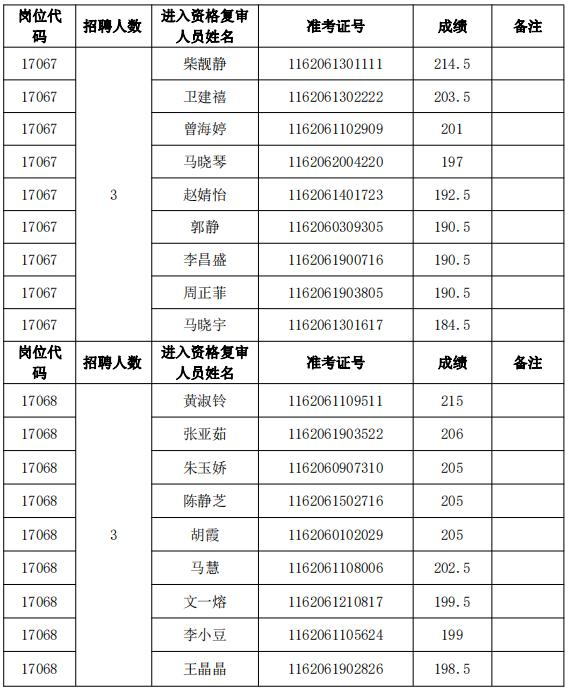 岗位代码 招聘人数 进入资格复审人员姓名 准考证号 成绩 备注
17067 柴靓静 1162061301111 214.5
17067 卫建禧 1162061302222 203.5
17067 曾海婷 1162061102909 201
17067 马晓琴 1162062004220 197
17067 3 赵婧怡 1162061401723 192.5
17067 郭静 1162060309305 190.5
17067 李昌盛 1162061900716 190.5
17067 周正菲 1162061903805 190.5
17067 马晓宇 1162061301617 184.5
岗位代码 招聘人数 进入资格复审人员姓名 准考证号 成绩 备注
17068 黄淑铃 1162061109511 215
17068 张亚茹 1162061903522 206
17068 朱玉娇 1162060907310 205
17068 陈静芝 1162061502716 205
17068 3 胡霞 1162060102029 205
17068 马慧 1162061108006 202.5
17068 文一熔 1162061210817 199.5
17068 李小豆 1162061105624 199
17068 王晶晶 1162061902826 198.5